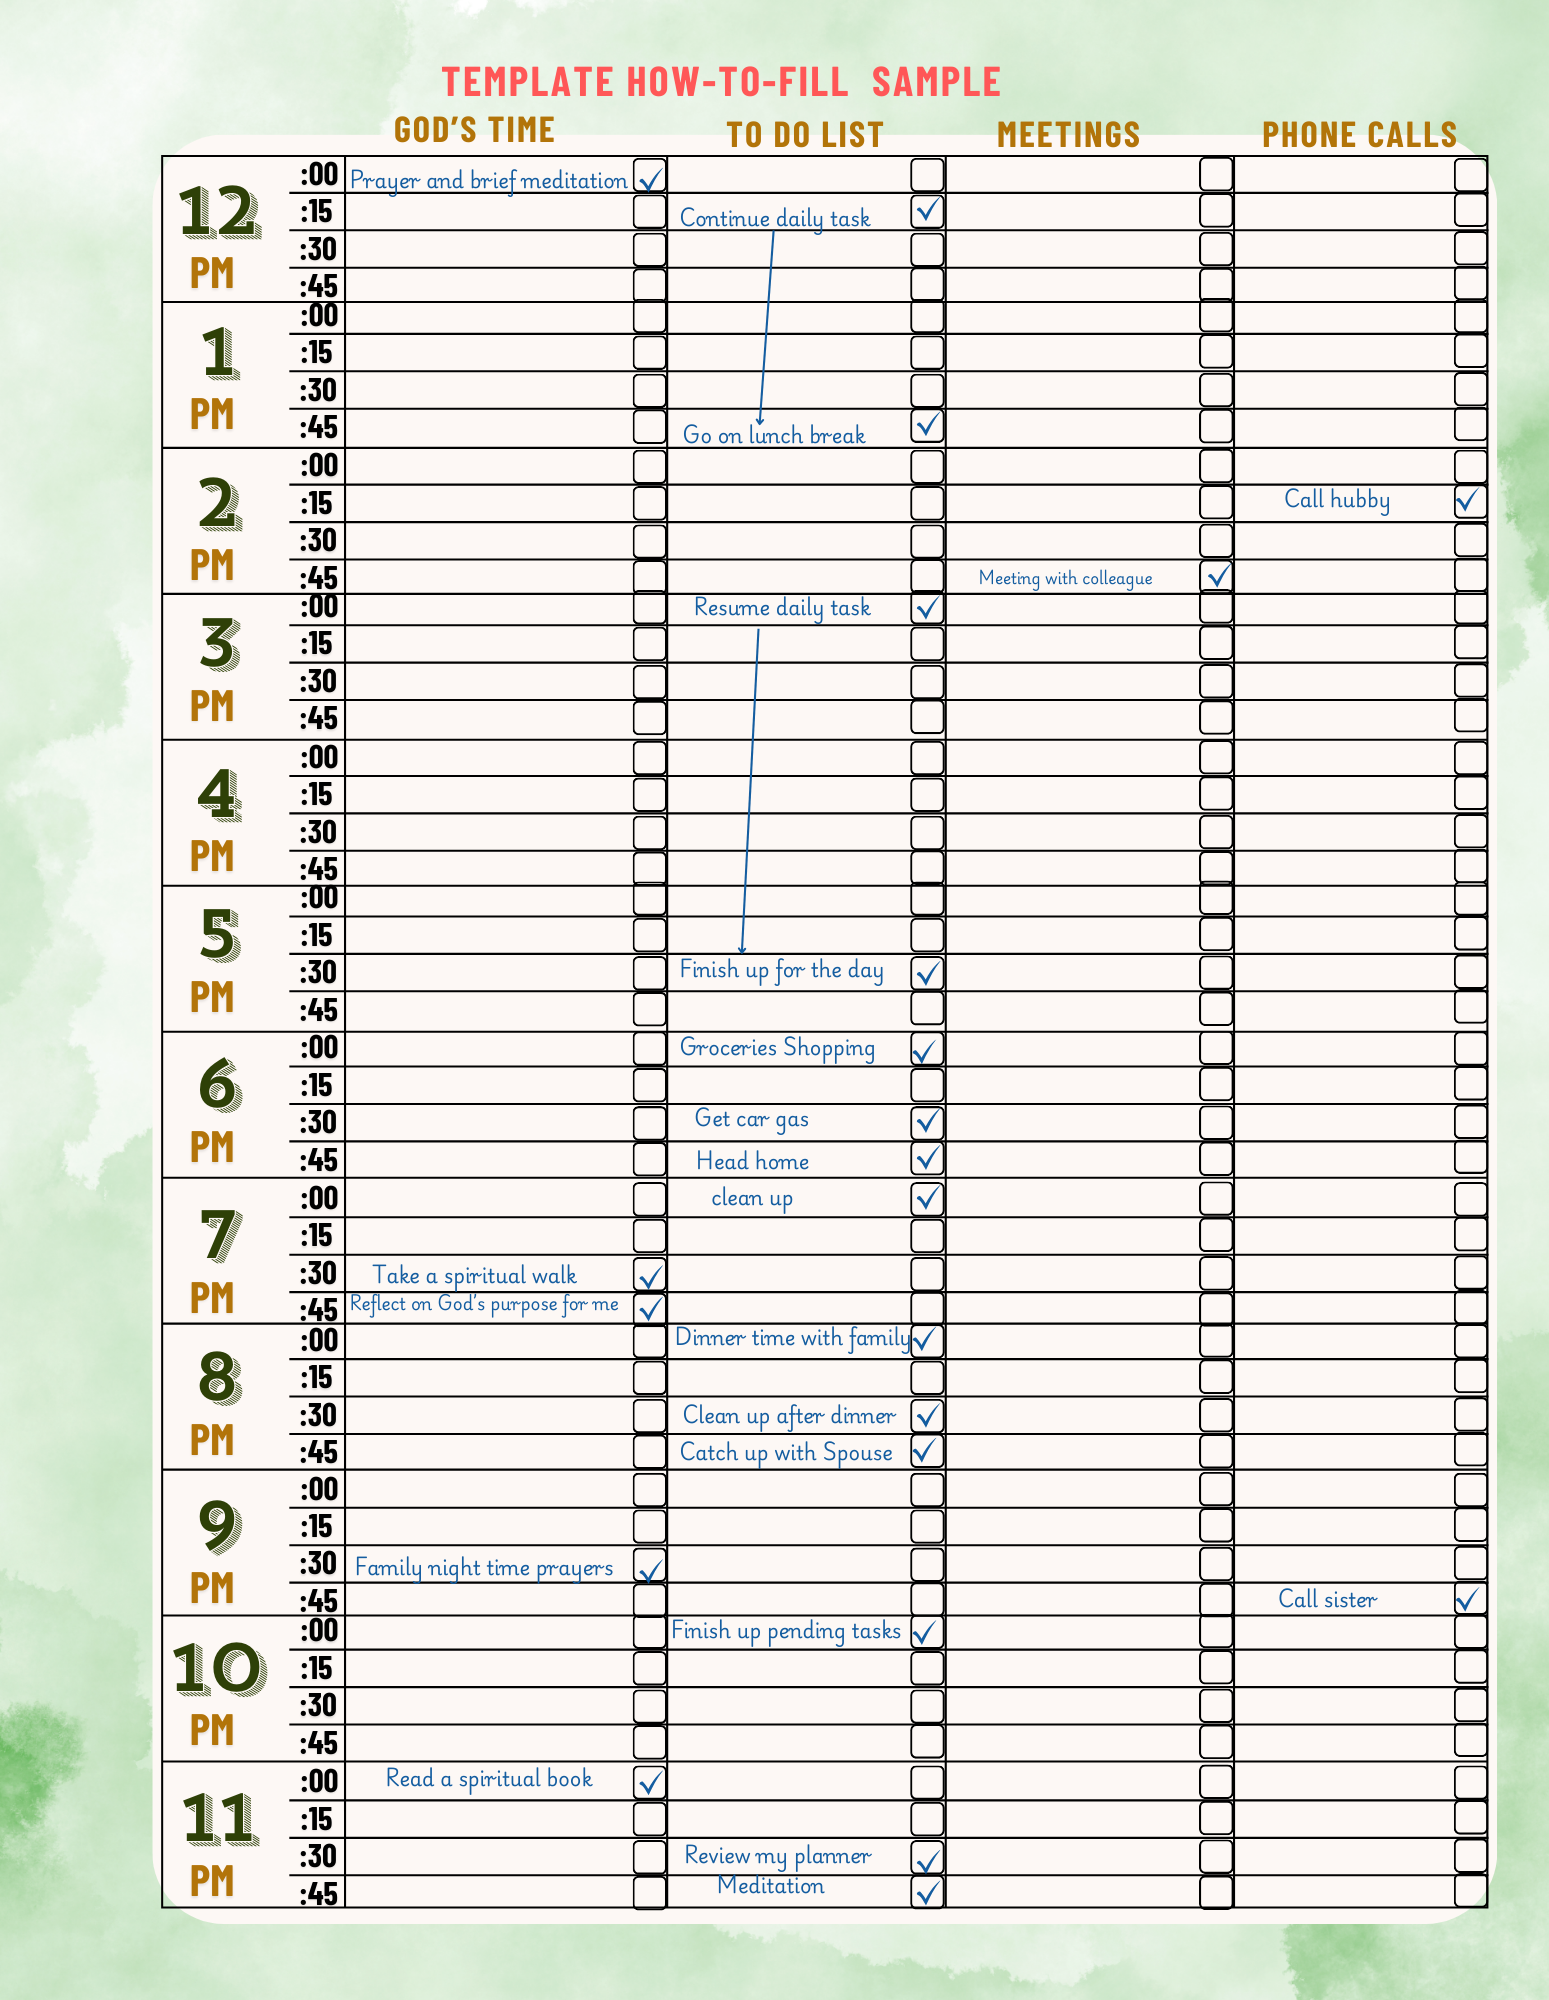 TEMPLATE HOW-TO-FILL SAMPLE
GOD'S TIME TO DO LIST MEETINGS PHONE CALLS
12 PM
:00 Prayer and brief meditation
:15 Continue daily task
:30
:45
1 PM
:00
:15
:30
:45 Go on lunch break
2 PM
:00
:15 Call hubby
:30
:45 Meeting with colleague
3 PM
:00 Resume daily task
:15
:30
:45
4 PM
:00
:15
:30
:45
5 PM
:00
:15
:30 Finish up for the day
:45
6 PM
:00 Groceries Shopping
:15
:30 Get car gas
:45 Head home
7 PM
:00 clean up
:15
:30 Take a spiritual walk
:45 Reflect on God's purpose for me
8 PM
:00 Dinner time with family
:15
:30 Clean up after dinner
:45 Catch up with Spouse
9 PM
:00
:15
:30 Family night time prayers
:45 Call sister
10 PM
:00 Finish up pending tasks
:15
:30
:45
11 PM
:00 Read a spiritual book
:15
:30 Review my planner
:45 Meditation